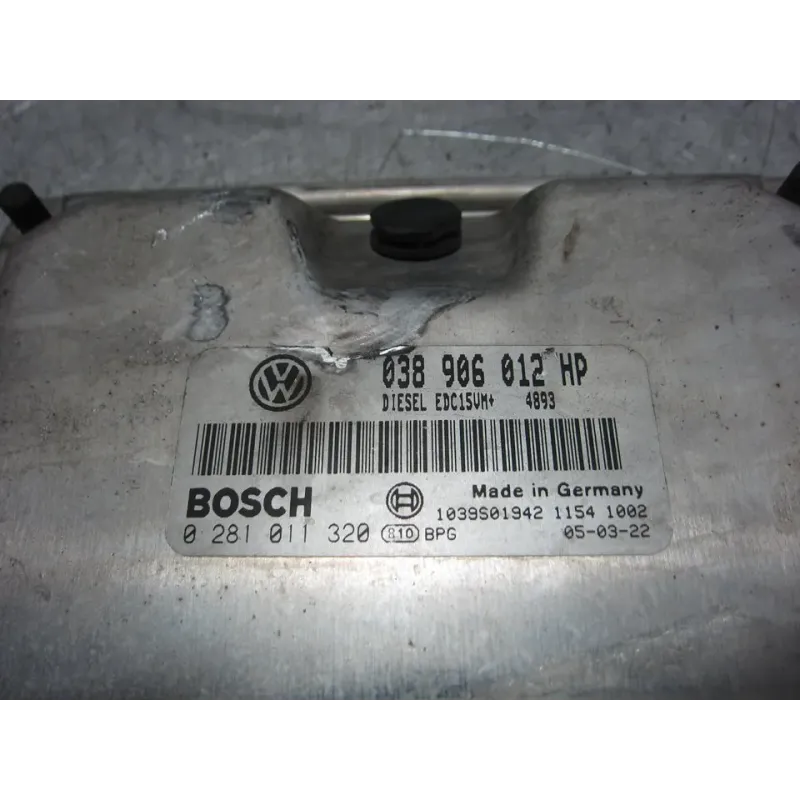 038 906 012 HP
DIESEL EDC15VM+ 4893
BOSCH Made in Germany
1039S01942 1154 1002
0 281 011 320 810 BPG 05-03-22